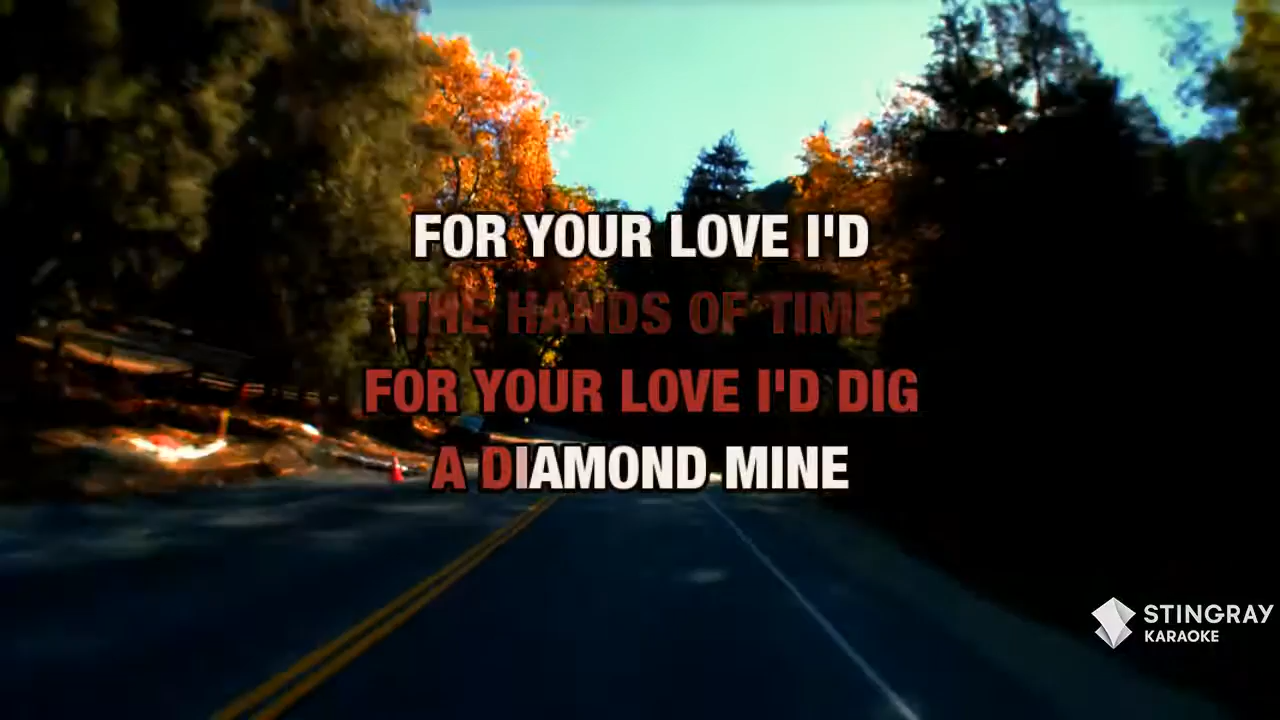 FOR YOUR LOVE I'D
THE HANDS OF TIME
FOR YOUR LOVE I'D DIG
A DIAMOND MINE
STINGRAY
KARAOKE